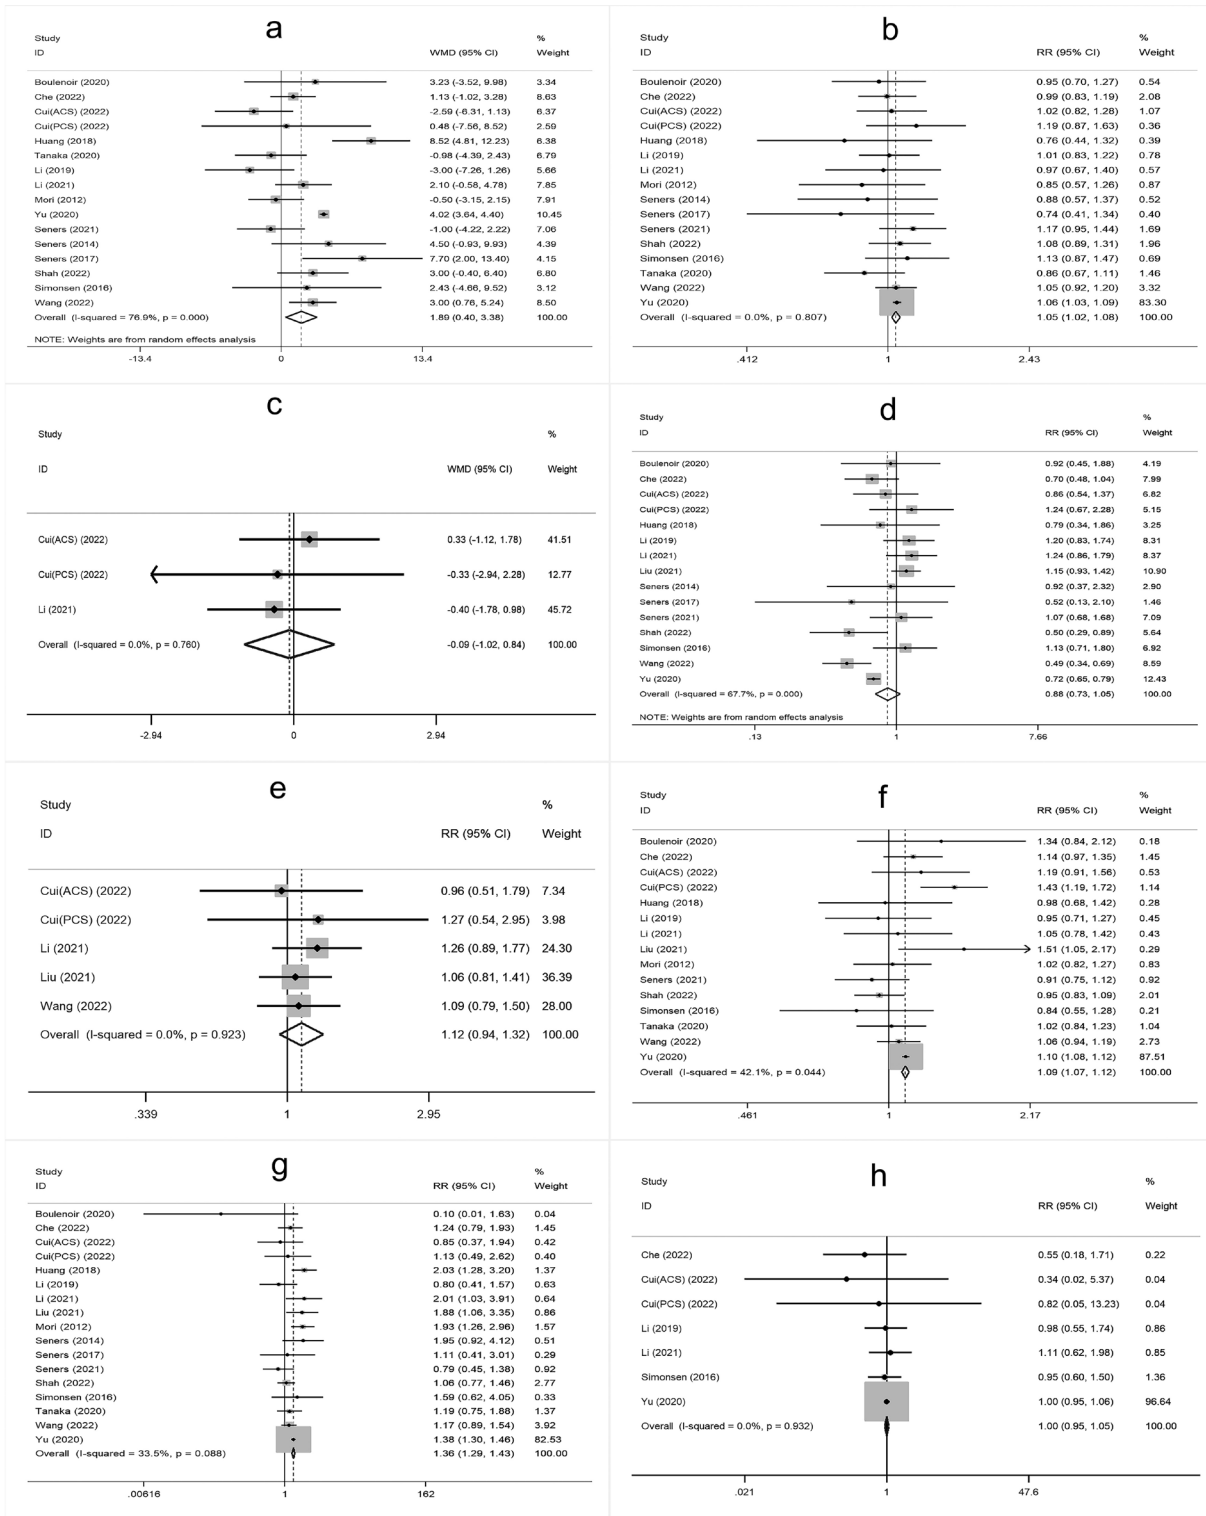 a
Study %
ID WMD (95% CI) Weight
Boulenoir (2020) 3.23 (-3.52, 9.98) 3.34
Che (2022) 1.13 (-1.02, 3.28) 8.63
Cui(ACS) (2022) -2.59 (-6.31, 1.13) 6.37
Cui(PCS) (2022) 0.48 (-7.56, 8.52) 2.59
Huang (2018) 8.52 (4.81, 12.23) 6.38
Tanaka (2020) -0.98 (-4.39, 2.43) 6.79
Li (2019) -3.00 (-7.26, 1.26) 5.66
Li (2021) 2.10 (-0.58, 4.78) 7.85
Mori (2012) -0.50 (-3.15, 2.15) 7.91
Yu (2020) 4.02 (3.64, 4.40) 10.45
Seners (2021) -1.00 (-4.22, 2.22) 7.06
Seners (2014) 4.50 (-0.93, 9.93) 4.39
Seners (2017) 7.70 (2.00, 13.40) 4.15
Shah (2022) 3.00 (-0.40, 6.40) 6.80
Simonsen (2016) 2.43 (-4.66, 9.52) 3.12
Wang (2022) 3.00 (0.76, 5.24) 8.50
Overall (I-squared = 76.9%, p = 0.000) 1.89 (0.40, 3.38) 100.00
NOTE: Weights are from random effects analysis
-13.4 0 13.4
b
Study %
ID RR (95% CI) Weight
Boulenoir (2020) 0.95 (0.70, 1.27) 0.54
Che (2022) 0.99 (0.83, 1.19) 2.08
Cui(ACS) (2022) 1.02 (0.82, 1.28) 1.07
Cui(PCS) (2022) 1.19 (0.87, 1.63) 0.36
Huang (2018) 0.76 (0.44, 1.32) 0.39
Li (2019) 1.01 (0.83, 1.22) 0.78
Li (2021) 0.97 (0.67, 1.40) 0.57
Mori (2012) 0.85 (0.57, 1.26) 0.87
Seners (2014) 0.88 (0.57, 1.37) 0.52
Seners (2017) 0.74 (0.41, 1.34) 0.40
Seners (2021) 1.17 (0.95, 1.44) 1.69
Shah (2022) 1.08 (0.89, 1.31) 1.96
Simonsen (2016) 1.13 (0.87, 1.47) 0.69
Tanaka (2020) 0.86 (0.67, 1.11) 1.46
Wang (2022) 1.05 (0.92, 1.20) 3.32
Yu (2020) 1.06 (1.03, 1.09) 83.30
Overall (I-squared = 0.0%, p = 0.807) 1.05 (1.02, 1.08) 100.00
.412 1 2.43
c
Study %
ID WMD (95% CI) Weight
Cui(ACS) (2022) 0.33 (-1.12, 1.78) 41.51
Cui(PCS) (2022) -0.33 (-2.94, 2.28) 12.77
Li (2021) -0.40 (-1.78, 0.98) 45.72
Overall (I-squared = 0.0%, p = 0.760) -0.09 (-1.02, 0.84) 100.00
-2.94 0 2.94
d
Study %
ID RR (95% CI) Weight
Boulenoir (2020) 0.92 (0.45, 1.88) 4.19
Che (2022) 0.70 (0.48, 1.04) 7.99
Cui(ACS) (2022) 0.86 (0.54, 1.37) 6.82
Cui(PCS) (2022) 1.24 (0.67, 2.28) 5.15
Huang (2018) 0.79 (0.34, 1.86) 3.25
Li (2019) 1.20 (0.83, 1.74) 8.31
Li (2021) 1.24 (0.86, 1.79) 8.37
Liu (2021) 1.15 (0.93, 1.42) 10.90
Seners (2014) 0.92 (0.37, 2.32) 2.90
Seners (2017) 0.52 (0.13, 2.10) 1.46
Seners (2021) 1.07 (0.68, 1.68) 7.09
Shah (2022) 0.50 (0.29, 0.89) 5.64
Simonsen (2016) 1.13 (0.71, 1.80) 6.92
Wang (2022) 0.49 (0.34, 0.69) 8.59
Yu (2020) 0.72 (0.65, 0.79) 12.43
Overall (I-squared = 67.7%, p = 0.000) 0.88 (0.73, 1.05) 100.00
NOTE: Weights are from random effects analysis
.13 1 7.66
e
Study %
ID RR (95% CI) Weight
Cui(ACS) (2022) 0.96 (0.51, 1.79) 7.34
Cui(PCS) (2022) 1.27 (0.54, 2.95) 3.98
Li (2021) 1.26 (0.89, 1.77) 24.30
Liu (2021) 1.06 (0.81, 1.41) 36.39
Wang (2022) 1.09 (0.79, 1.50) 28.00
Overall (I-squared = 0.0%, p = 0.923) 1.12 (0.94, 1.32) 100.00
.339 1 2.95
f
Study %
ID RR (95% CI) Weight
Boulenoir (2020) 1.34 (0.84, 2.12) 0.18
Che (2022) 1.14 (0.97, 1.35) 1.45
Cui(ACS) (2022) 1.19 (0.91, 1.56) 0.53
Cui(PCS) (2022) 1.43 (1.19, 1.72) 1.14
Huang (2018) 0.98 (0.68, 1.42) 0.28
Li (2019) 0.95 (0.71, 1.27) 0.45
Li (2021) 1.05 (0.78, 1.42) 0.43
Liu (2021) 1.51 (1.05, 2.17) 0.29
Mori (2012) 1.02 (0.82, 1.27) 0.83
Seners (2021) 0.91 (0.75, 1.12) 0.92
Shah (2022) 0.95 (0.83, 1.09) 2.01
Simonsen (2016) 0.84 (0.55, 1.28) 0.21
Tanaka (2020) 1.02 (0.84, 1.23) 1.04
Wang (2022) 1.06 (0.94, 1.19) 2.73
Yu (2020) 1.10 (1.08, 1.12) 87.51
Overall (I-squared = 42.1%, p = 0.044) 1.09 (1.07, 1.12) 100.00
.461 1 2.17
g
Study %
ID RR (95% CI) Weight
Boulenoir (2020) 0.10 (0.01, 1.63) 0.04
Che (2022) 1.24 (0.79, 1.93) 1.45
Cui(ACS) (2022) 0.85 (0.37, 1.94) 0.42
Cui(PCS) (2022) 1.13 (0.49, 2.62) 0.40
Huang (2018) 2.03 (1.28, 3.20) 1.37
Li (2019) 0.80 (0.41, 1.57) 0.63
Li (2021) 2.01 (1.03, 3.91) 0.64
Liu (2021) 1.88 (1.06, 3.35) 0.86
Mori (2012) 1.93 (1.26, 2.96) 1.57
Seners (2014) 1.95 (0.92, 4.12) 0.51
Seners (2017) 1.11 (0.41, 3.01) 0.29
Seners (2021) 0.79 (0.45, 1.38) 0.92
Shah (2022) 1.06 (0.77, 1.46) 2.77
Simonsen (2016) 1.59 (0.62, 4.05) 0.33
Tanaka (2020) 1.19 (0.75, 1.88) 1.37
Wang (2022) 1.17 (0.89, 1.54) 3.92
Yu (2020) 1.38 (1.30, 1.46) 82.53
Overall (I-squared = 33.5%, p = 0.088) 1.36 (1.29, 1.43) 100.00
.00616 1 162
h
Study %
ID RR (95% CI) Weight
Che (2022) 0.55 (0.18, 1.71) 0.22
Cui(ACS) (2022) 0.34 (0.02, 5.37) 0.04
Cui(PCS) (2022) 0.82 (0.05, 13.23) 0.04
Li (2019) 0.98 (0.55, 1.74) 0.86
Li (2021) 1.11 (0.62, 1.98) 0.85
Simonsen (2016) 0.95 (0.60, 1.50) 1.36
Yu (2020) 1.00 (0.95, 1.06) 96.64
Overall (I-squared = 0.0%, p = 0.932) 1.00 (0.95, 1.05) 100.00
.021 1 47.6